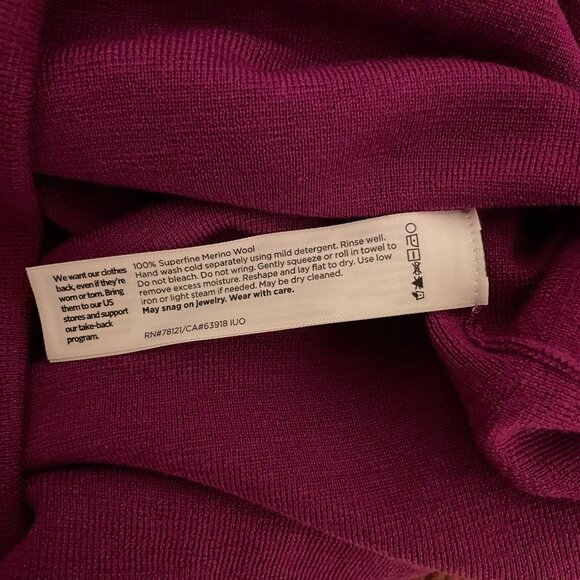 We want our clothes
back, even if they're
worn or torn. Bring
them to our US
stores and support
our take-back
program.
100% Superfine Merino Wool
Hand wash cold separately using mild detergent. Rinse well.
Do not bleach. Do not wring. Gently squeeze or roll in towel to
remove excess moisture. Reshape and lay flat to dry. Use low
iron or light steam if needed. May be dry cleaned.
May snag on jewelry. Wear with care.
RN#78121/CA#63918 IUO